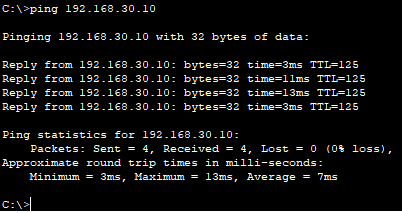 C:\>ping 192.168.30.10
Pinging 192.168.30.10 with 32 bytes of data:
Reply from 192.168.30.10: bytes=32 time=3ms TTL=125
Reply from 192.168.30.10: bytes=32 time=11ms TTL=125
Reply from 192.168.30.10: bytes=32 time=13ms TTL=125
Reply from 192.168.30.10: bytes=32 time=3ms TTL=125
Ping statistics for 192.168.30.10:
    Packets: Sent = 4, Received = 4, Lost = 0 (0% loss),
Approximate round trip times in milli-seconds:
    Minimum = 3ms, Maximum = 13ms, Average = 7ms
C:\>